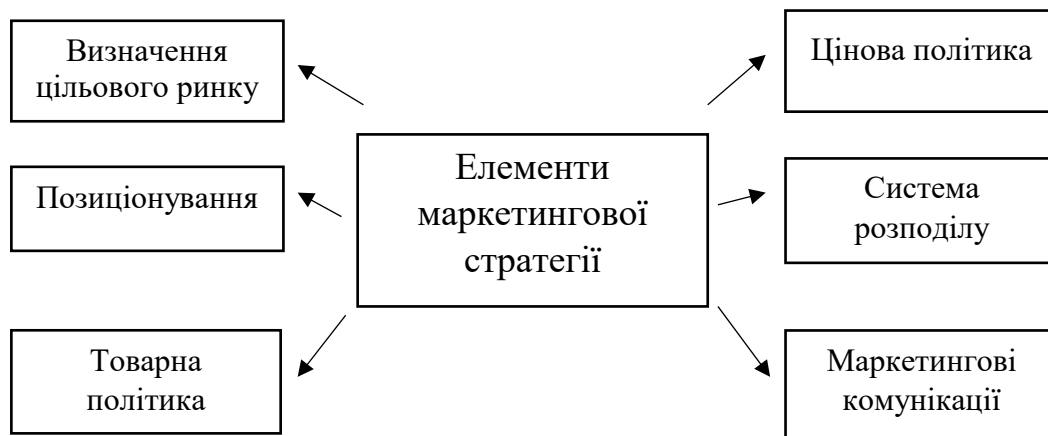 Визначення
цільового ринку
Позиціонування
Товарна
політика
Елементи
маркетингової
стратегії
Цінова політика
Система
розподілу
Маркетингові
комунікації